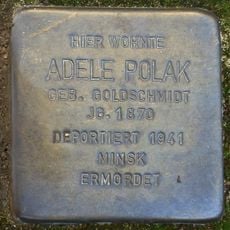 HIER WOHNTE
ADELE POLAK
GEB. GOLDSCHMIDT
JG. 1870
DEPORTIERT 1941
MINSK
ERMORDET